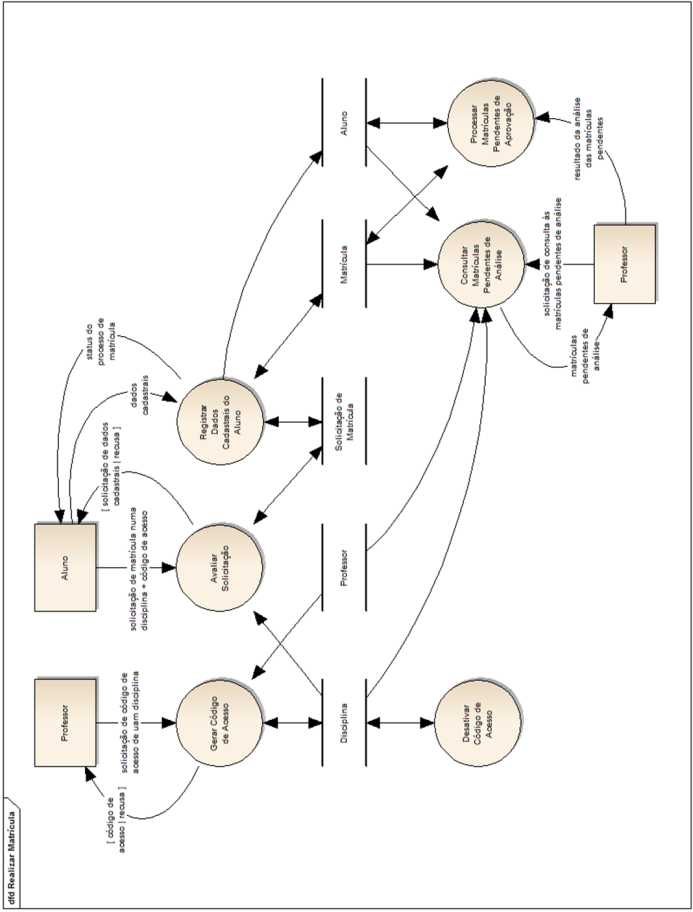 dfd Realizar Matrícula
Professor
[ código de
acesso | recusa ]
solicitação de código de
acesso de uam disciplina
Gerar Código
de Acesso
Disciplina
Desativar
Código de
Acesso
Aluno
solicitação de matrícula numa
disciplina + código de acesso
[ solicitação de dados
cadastrais | recusa ]
Avaliar
Solicitação
Professor
dados
cadastrais
status do
processo de
matrícula
Registrar
Dados
Cadastrais do
Aluno
Solicitação de
Matrícula
Matrícula
Aluno
Consultar
Matrículas
Pendentes de
Análise
Processar
Matrículas
Pendentes de
Aprovação
matrículas
pendentes de
análise
solicitação de consulta às
matrículas pendentes de análise
resultado da análise
das matrículas
pendentes
Professor